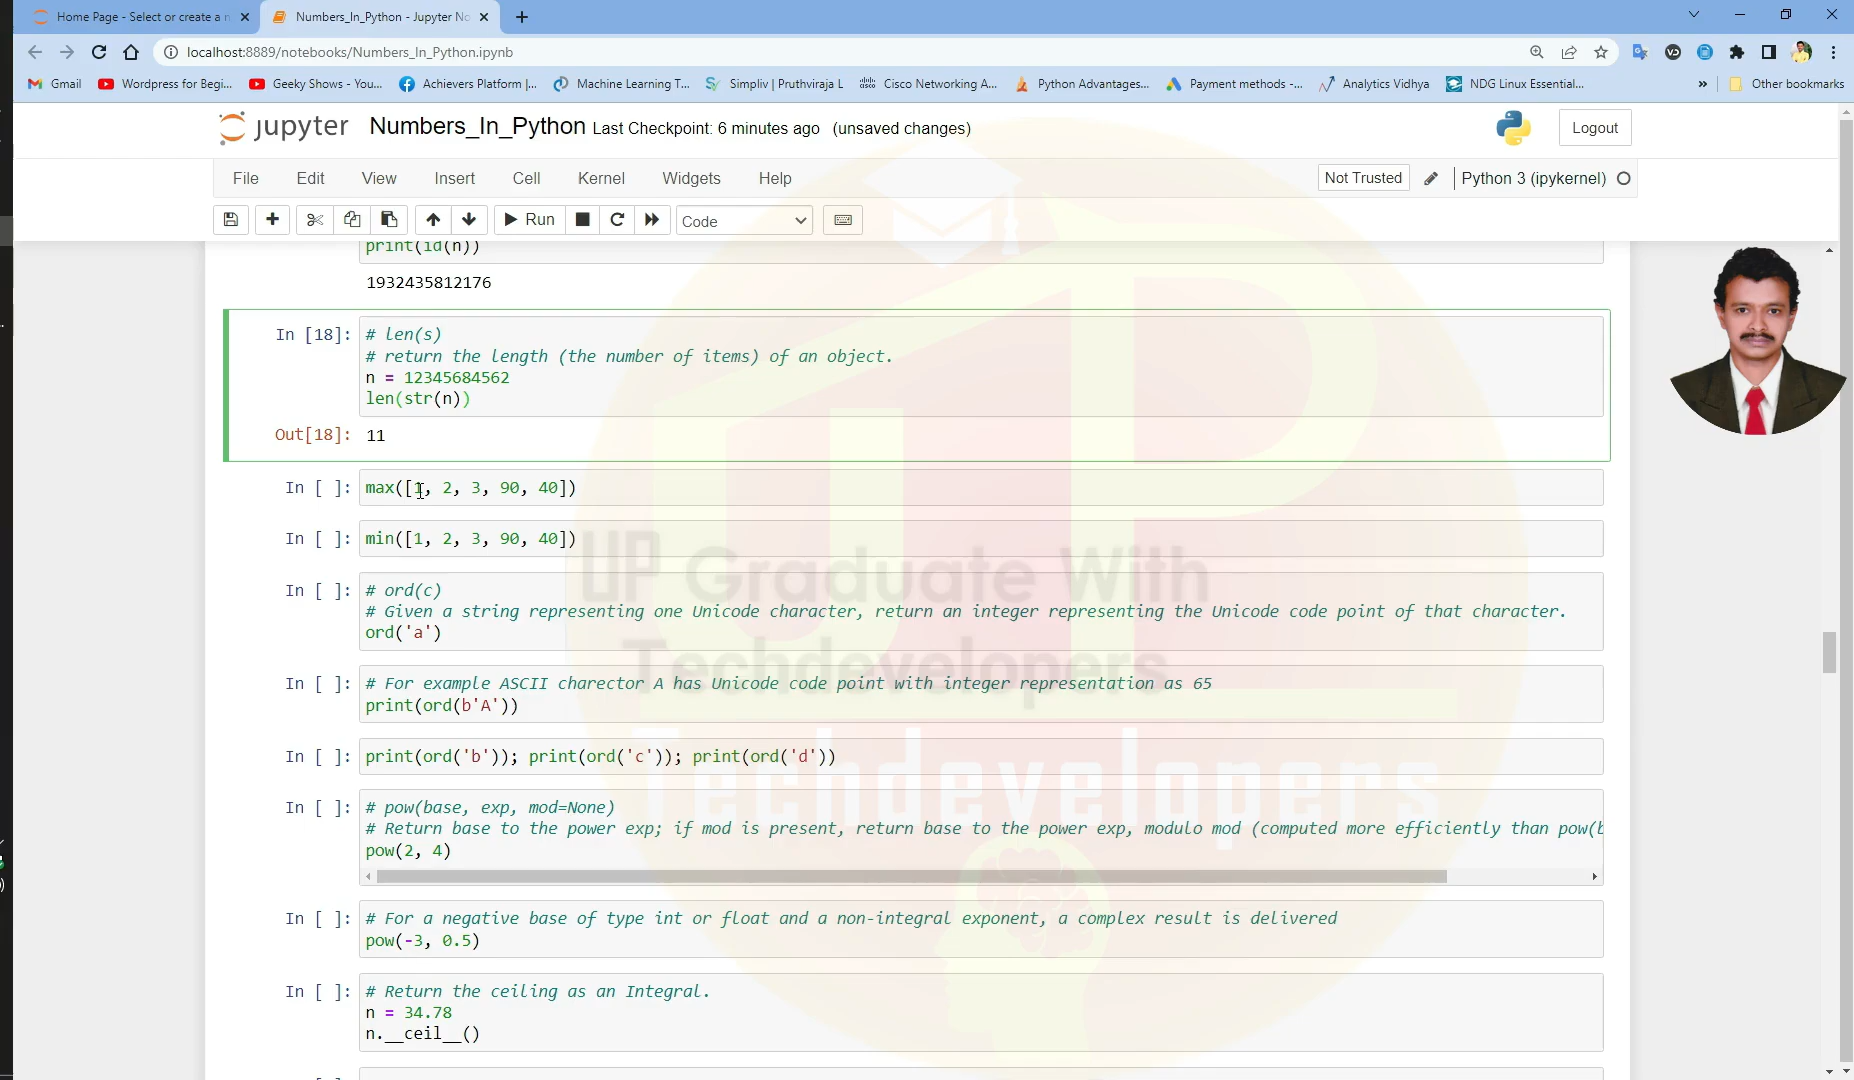 Home Page - Select or create a n
Numbers_In_Python - Jupyter No
localhost:8889/notebooks/Numbers_In_Python.ipynb
Gmail
Wordpress for Begi...
Geeky Shows - You...
Achievers Platform |...
Machine Learning T...
Simpliv | Pruthviraja L
Cisco Networking A...
Python Advantages...
Payment methods -...
Analytics Vidhya
NDG Linux Essential...
»
Other bookmarks
jupyter
Numbers_In_Python Last Checkpoint: 6 minutes ago (unsaved changes)
Logout
File Edit View Insert Cell Kernel Widgets Help
Not Trusted
Python 3 (ipykernel)
Run
Code
print(id(n))
1932435812176
In [18]: # len(s)
# return the length (the number of items) of an object.
n = 12345684562
len(str(n))
Out[18]: 11
In [ ]: max([1, 2, 3, 90, 40])
In [ ]: min([1, 2, 3, 90, 40])
UP Graduate With
In [ ]: # ord(c)
# Given a string representing one Unicode character, return an integer representing the Unicode code point of that character.
ord('a')
Techdevelopers
In [ ]: # For example ASCII charector A has Unicode code point with integer representation as 65
print(ord(b'A'))
In [ ]: print(ord('b')); print(ord('c')); print(ord('d'))
Techdevelopers
In [ ]: # pow(base, exp, mod=None)
# Return base to the power exp; if mod is present, return base to the power exp, modulo mod (computed more efficiently than pow(b
pow(2, 4)
In [ ]: # For a negative base of type int or float and a non-integral exponent, a complex result is delivered
pow(-3, 0.5)
In [ ]: # Return the ceiling as an Integral.
n = 34.78
n.__ceil__()